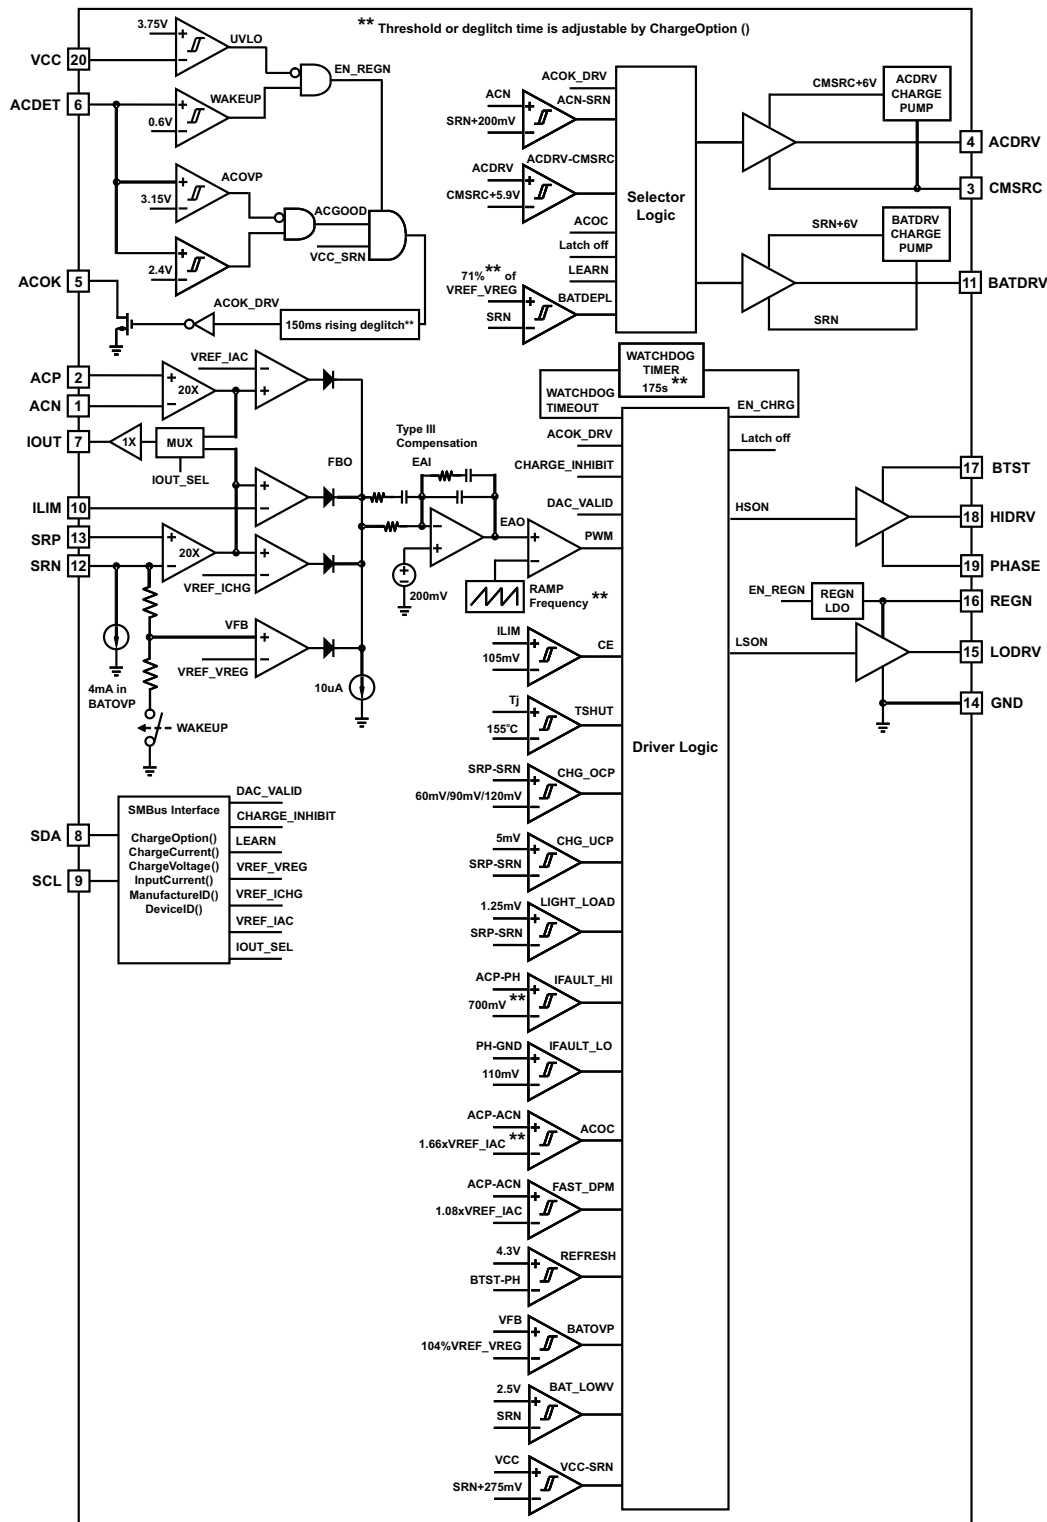 ** Threshold or deglitch time is adjustable by ChargeOption ()
3.75V
UVLO
VCC 20
EN_REGN
ACDET 6
WAKEUP
0.6V
ACOVP
3.15V
ACGOOD
VCC_SRN
2.4V
ACOK 5
ACOK_DRV
150ms rising deglitch**
ACOK_DRV
ACN
ACN-SRN
SRN+200mV
ACDRV-CMSRC
ACDRV
CMSRC+5.9V
ACOC
Latch off
LEARN
71%** of
VREF_VREG
BATDEPL
SRN
Selector
Logic
CMSRC+6V
ACDRV
CHARGE
PUMP
4 ACDRV
3 CMSRC
SRN+6V
BATDRV
CHARGE
PUMP
11 BATDRV
SRN
VREF_IAC
ACP 2
20X
ACN 1
IOUT 7
1X
MUX
IOUT_SEL
ILIM 10
SRP 13
20X
SRN 12
VREF_ICHG
VFB
VREF_VREG
4mA in
BATOVP
WAKEUP
FBO
10uA
Type III
Compensation
EAI
EAO
200mV
RAMP
Frequency **
PWM
WATCHDOG
TIMER
175s **
WATCHDOG
TIMEOUT
EN_CHRG
ACOK_DRV
Latch off
CHARGE_INHIBIT
DAC_VALID
HSON
17 BTST
18 HIDRV
19 PHASE
EN_REGN
REGN
LDO
16 REGN
LSON
15 LODRV
14 GND
Driver Logic
ILIM
CE
105mV
Tj
TSHUT
155°C
SRP-SRN
CHG_OCP
60mV/90mV/120mV
5mV
CHG_UCP
SRP-SRN
1.25mV
LIGHT_LOAD
SRP-SRN
ACP-PH
IFAULT_HI
700mV **
PH-GND
IFAULT_LO
110mV
ACP-ACN
ACOC
1.66xVREF_IAC **
ACP-ACN
FAST_DPM
1.08xVREF_IAC
4.3V
REFRESH
BTST-PH
VFB
BATOVP
104%VREF_VREG
2.5V
BAT_LOWV
SRN
VCC
VCC-SRN
SRN+275mV
SDA 8
SCL 9
SMBus Interface
ChargeOption()
ChargeCurrent()
ChargeVoltage()
InputCurrent()
ManufactureID()
DeviceID()
DAC_VALID
CHARGE_INHIBIT
LEARN
VREF_VREG
VREF_ICHG
VREF_IAC
IOUT_SEL